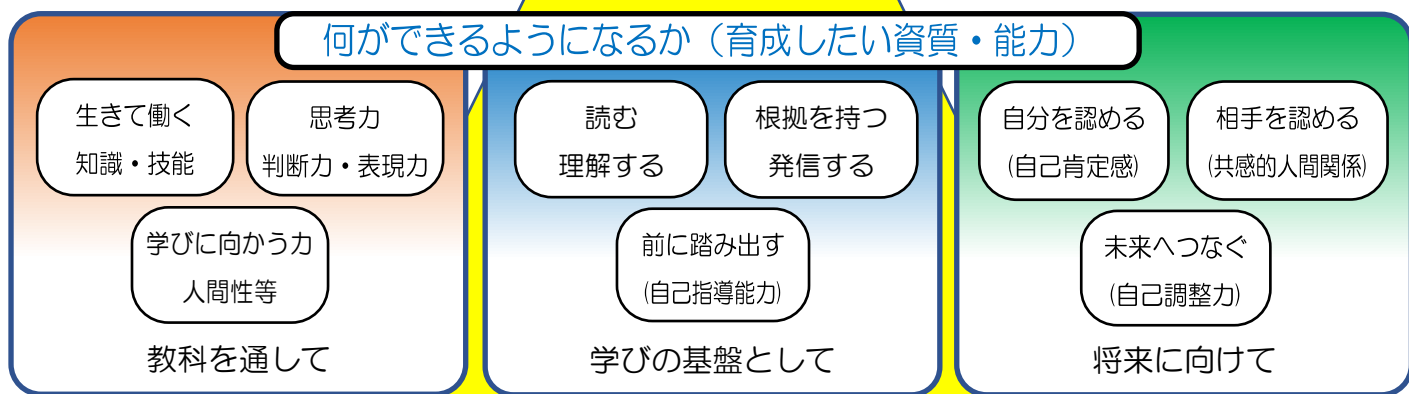 何ができるようになるか（育成したい資質・能力）
生きて働く
知識・技能
思考力
判断力・表現力
学びに向かう力
人間性等
教科を通して
読む
理解する
根拠を持つ
発信する
前に踏み出す
(自己指導能力)
学びの基盤として
自分を認める
(自己肯定感)
相手を認める
(共感的人間関係)
未来へつなぐ
(自己調整力)
将来に向けて